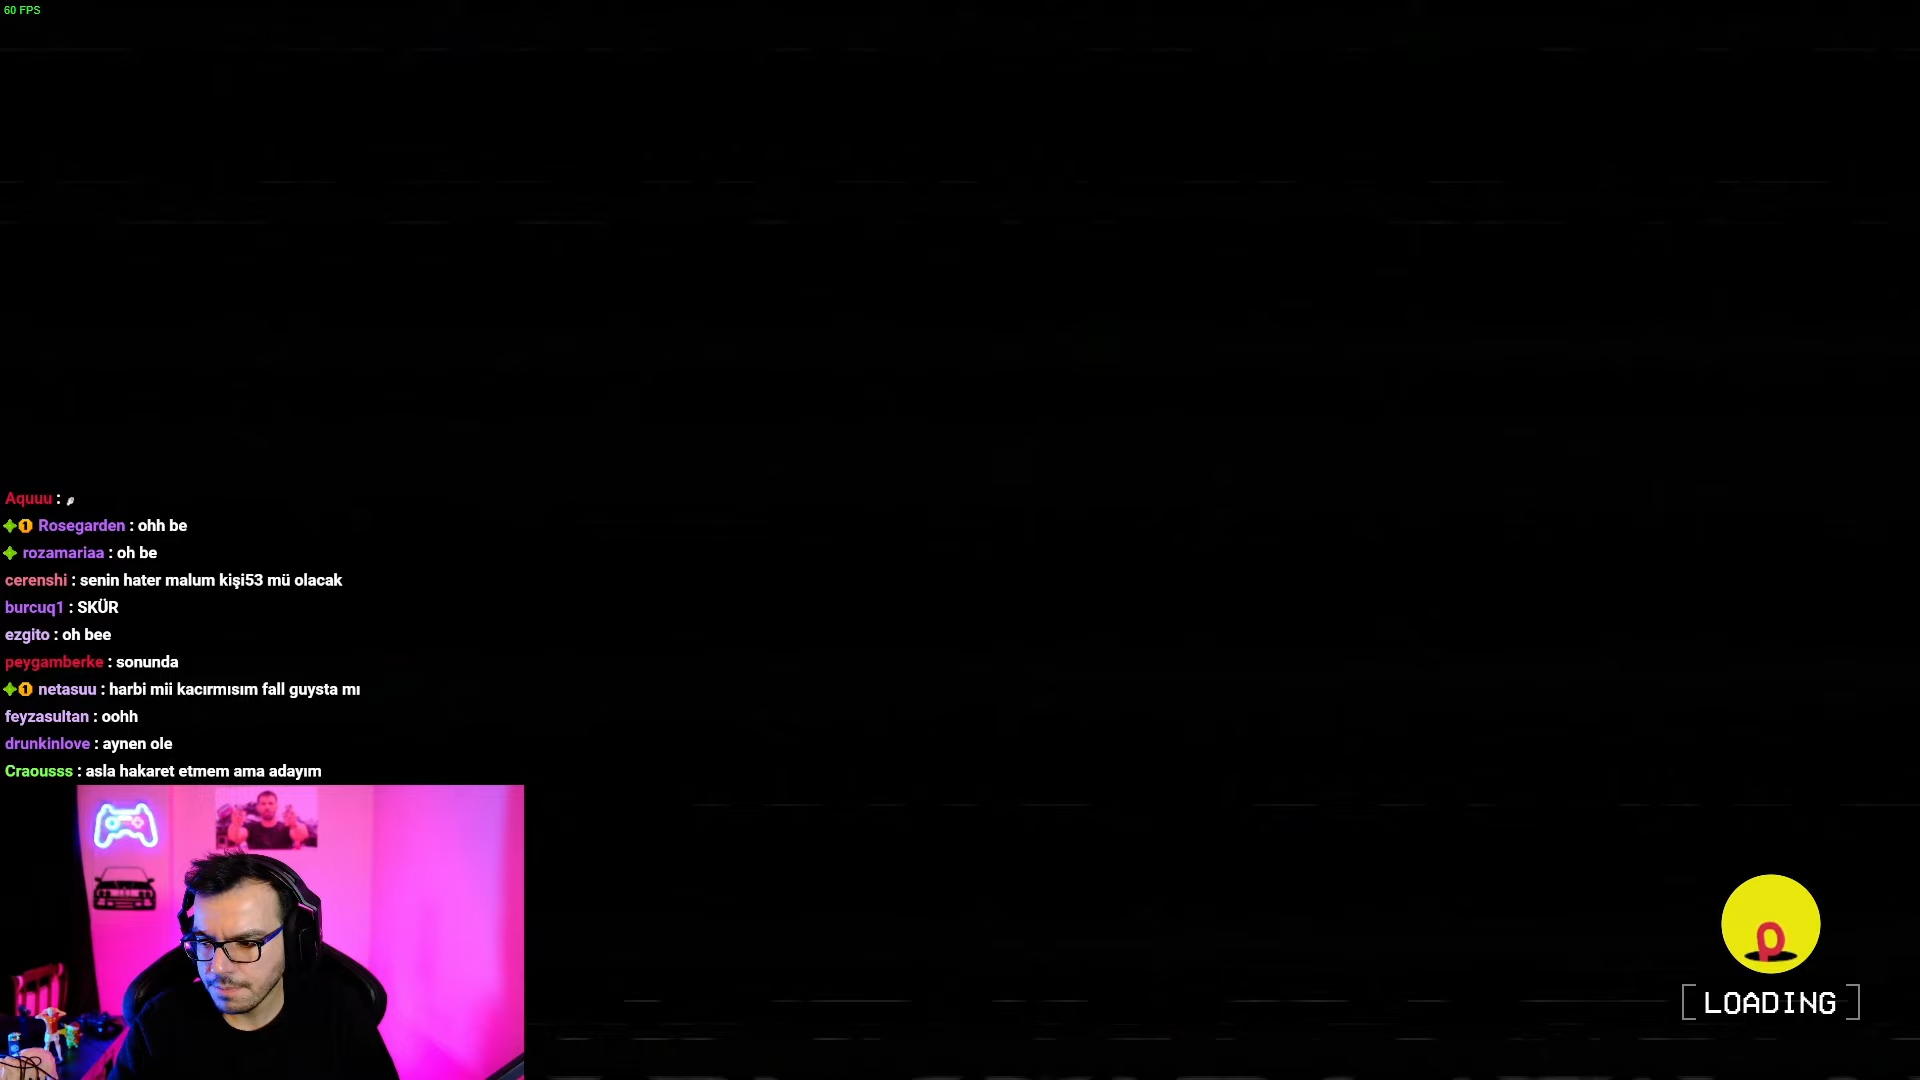 60 FPS
Aquuu :
Rosegarden : ohh be
rozamariaa : oh be
cerenshi : senin hater malum kişi53 mü olacak
burcuq1 : SKÜR
ezgito : oh bee
peygamberke : sonunda
netasuu : harbi mii kacırmısım fall guysta mı
feyzasultan : oohh
drunkinlove : aynen ole
Craousss : asla hakaret etmem ama adayım
p
[LOADING]